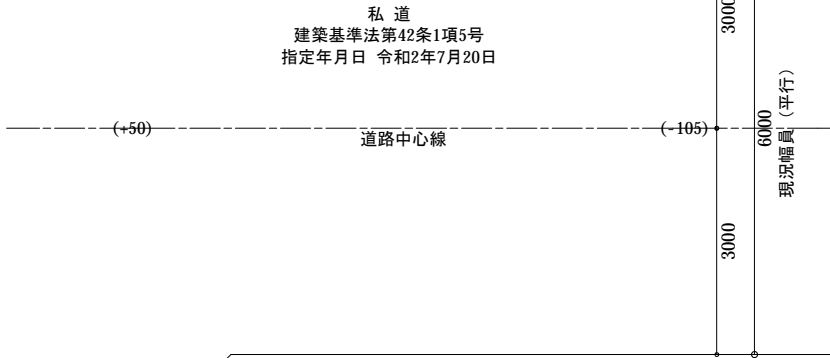 私 道
建築基準法第42条1項5号
指定年月日 令和2年7月20日
3000
(+50)
道路中心線
(-105)
6000
現況幅員（平行）
3000